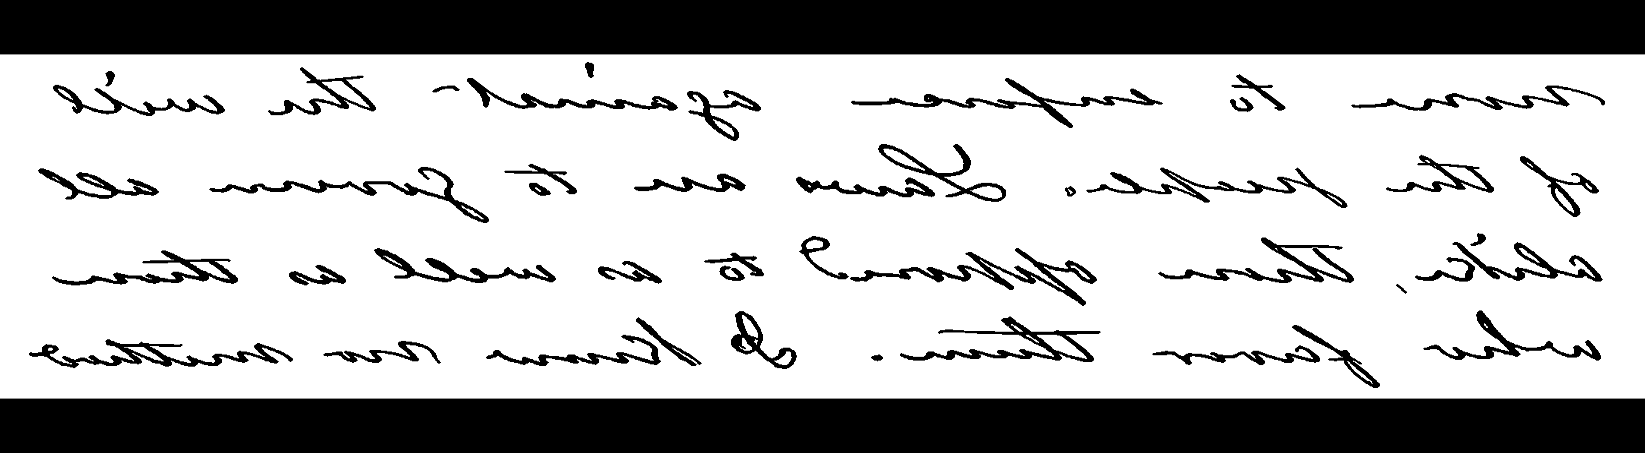 more to enforce against the will
of the people. Laws are to govern all
alike, those opposed to as well as those
who favor them. I know no method